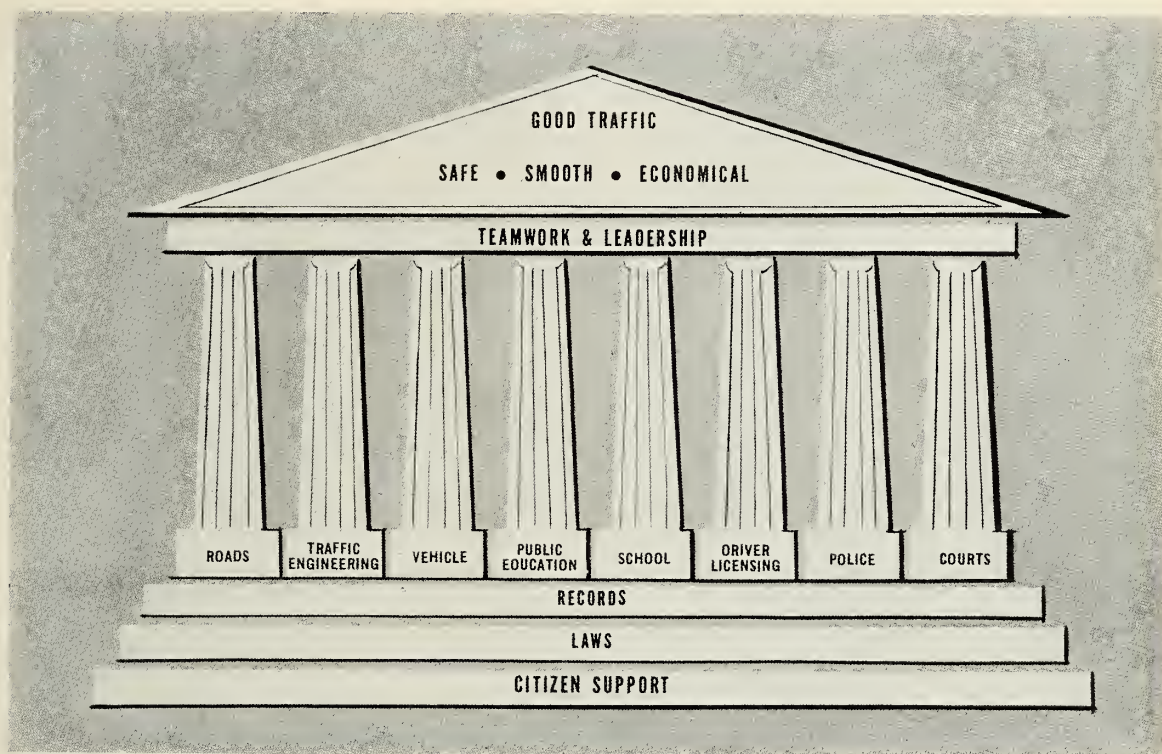 GOOD TRAFFIC
SAFE • SMOOTH • ECONOMICAL
TEAMWORK & LEADERSHIP
ROADS
TRAFFIC
ENGINEERING
VEHICLE
PUBLIC
EDUCATION
SCHOOL
DRIVER
LICENSING
POLICE
COURTS
RECORDS
LAWS
CITIZEN SUPPORT